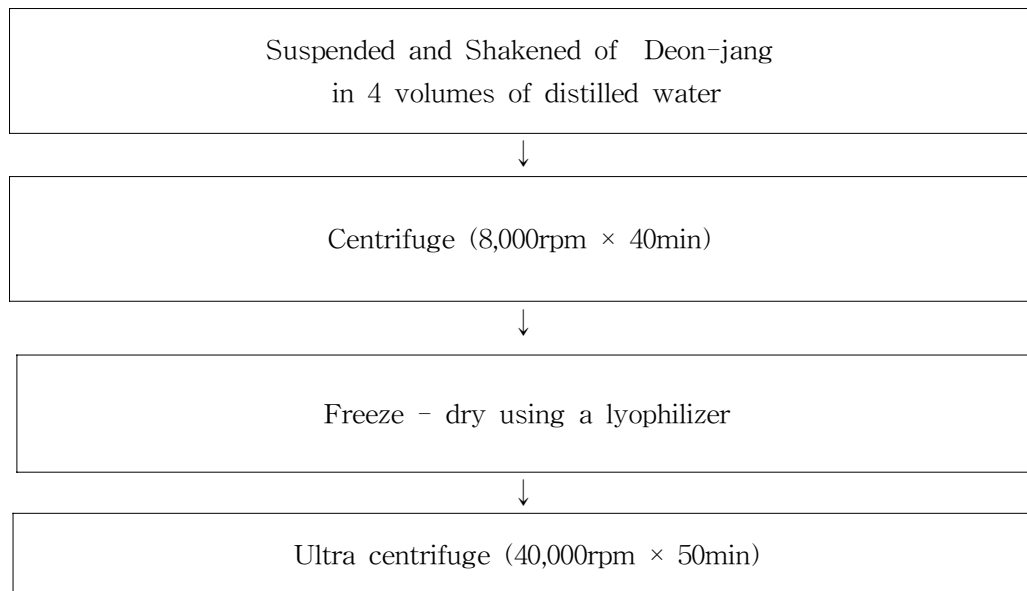 Suspended and Shakened of Deon-jang
in 4 volumes of distilled water
↓
Centrifuge (8,000rpm × 40min)
↓
Freeze - dry using a lyophilizer
↓
Ultra centrifuge (40,000rpm × 50min)